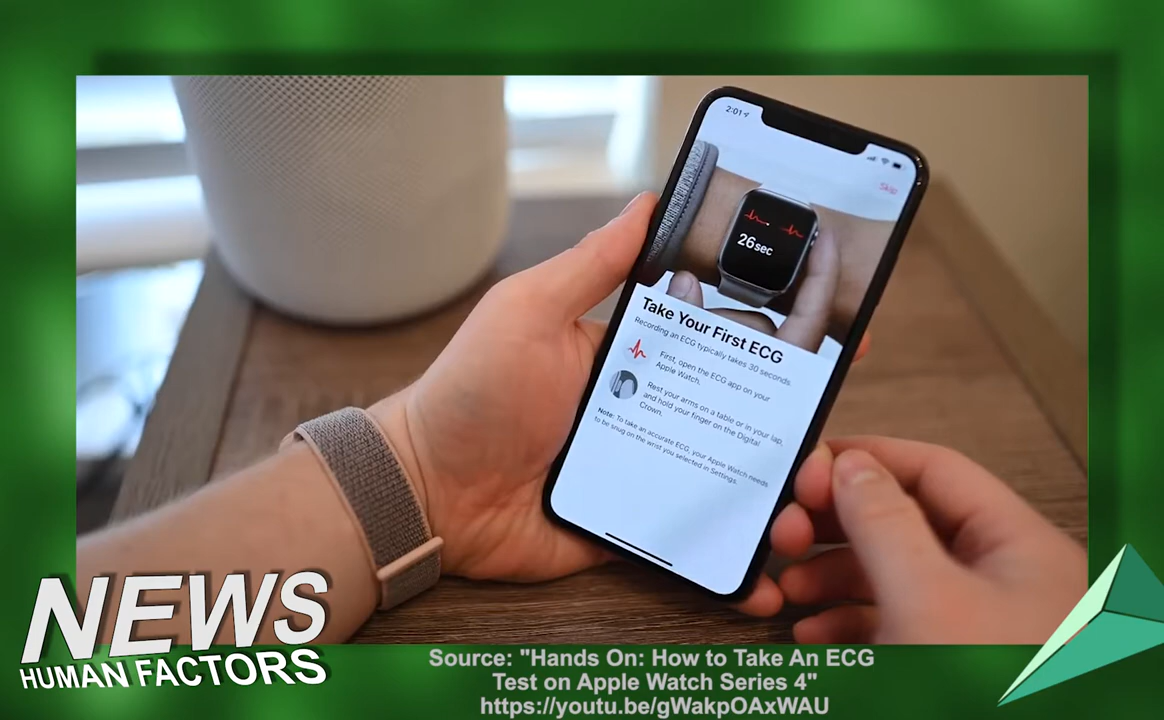 2:01
Skip
26sec
Take Your First ECG
Recording an ECG typically takes 30 seconds.
First, open the ECG app on your
Apple Watch.
Rest your arms on a table or in your lap,
and hold your finger on the Digital
Crown.
Note: To take an accurate ECG, your Apple Watch needs
to be snug on the wrist you selected in Settings.
NEWS
HUMAN FACTORS
Source: "Hands On: How to Take An ECG
Test on Apple Watch Series 4"
https://youtu.be/gWakpOAxWAU